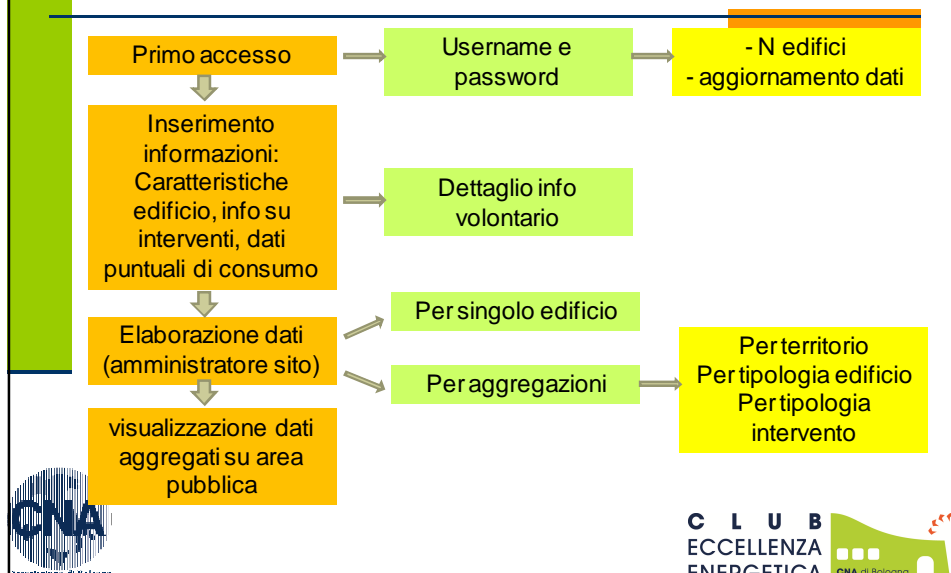 Primo accesso
Username e
password
- N edifici
- aggiornamento dati
Inserimento
informazioni:
Caratteristiche
edificio, info su
interventi, dati
puntuali di consumo
Dettaglio info
volontario
Elaborazione dati
(amministratore sito)
Per singolo edificio
Per aggregazioni
Per territorio
Per tipologia edificio
Per tipologia
intervento
visualizzazione dati
aggregati su area
pubblica
CNA
CLUB
ECCELLENZA
ENERGETICA
CNA di Bologna